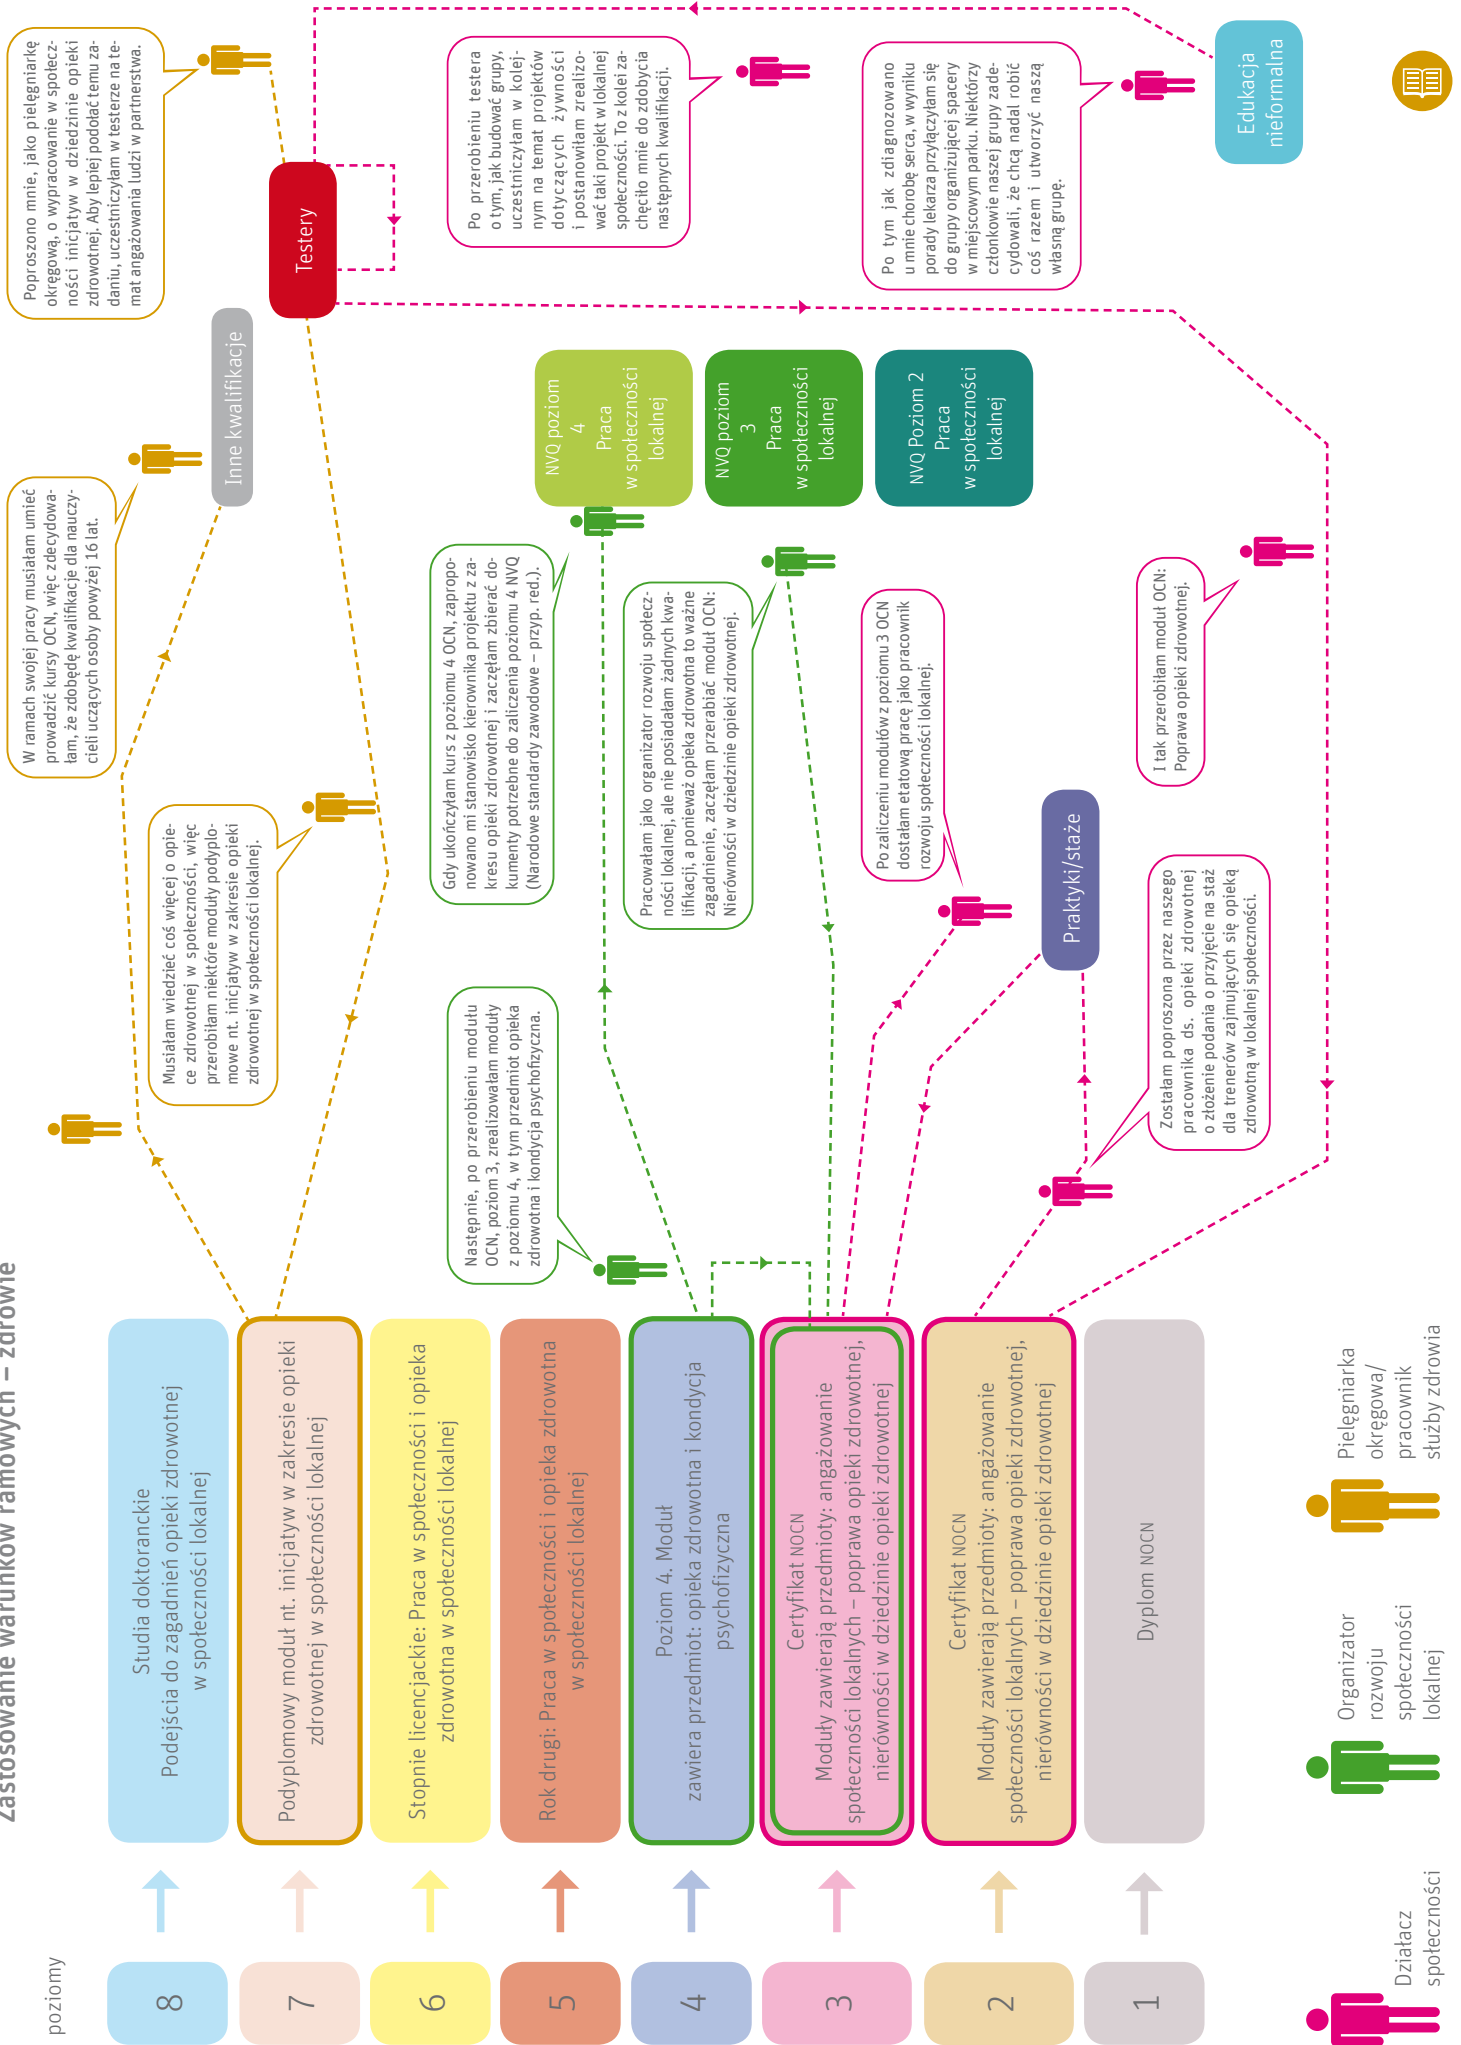 Zastosowanie warunków ramowych – zdrowie
poziomy
8
Studia doktoranckie
Podejścia do zagadnień opieki zdrowotnej
w społeczności lokalnej
7
Podyplomowy moduł nt. inicjatyw w zakresie opieki
zdrowotnej w społeczności lokalnej
6
Stopnie licencjackie: Praca w społeczności i opieka
zdrowotna w społeczności lokalnej
5
Rok drugi: Praca w społeczności i opieka zdrowotna
w społeczności lokalnej
4
Poziom 4. Moduł
zawiera przedmiot: opieka zdrowotna i kondycja
psychofizyczna
3
Certyfikat NOCN
Moduły zawierają przedmioty: angażowanie
społeczności lokalnych – poprawa opieki zdrowotnej,
nierówności w dziedzinie opieki zdrowotnej
2
Certyfikat NOCN
Moduły zawierają przedmioty: angażowanie
społeczności lokalnych – poprawa opieki zdrowotnej,
nierówności w dziedzinie opieki zdrowotnej
1
Dyplom NOCN
Musiałam wiedzieć coś więcej o opie-
ce zdrowotnej w społeczności, więc
przerobiłam niektóre moduły podyplo-
mowe nt. inicjatyw w zakresie opieki
zdrowotnej w społeczności lokalnej.
W ramach swojej pracy musiałam umieć
prowadzić kursy OCN, więc zdecydowa-
łam, że zdobędę kwalifikacje dla nauczy-
cieli uczących osoby powyżej 16 lat.
Inne kwalifikacje
Poproszono mnie, jako pielęgniarkę
okręgową, o wypracowanie w społecz-
ności inicjatyw w dziedzinie opieki
zdrowotnej. Aby lepiej podołać temu za-
daniu, uczestniczyłam w testerze na te-
mat angażowania ludzi w partnerstwa.
Testery
Następnie, po przerobieniu modułu
OCN, poziom 3, zrealizowałam moduły
z poziomu 4, w tym przedmiot opieka
zdrowotna i kondycja psychofizyczna.
Gdy ukończyłam kurs z poziomu 4 OCN, zapropo-
nowano mi stanowisko kierownika projektu z za-
kresu opieki zdrowotnej i zaczęłam zbierać do-
kumenty potrzebne do zaliczenia poziomu 4 NVQ
(Narodowe standardy zawodowe – przyp. red.).
Pracowałam jako organizator rozwoju społecz-
ności lokalnej, ale nie posiadałam żadnych kwa-
lifikacji, a ponieważ opieka zdrowotna to ważne
zagadnienie, zaczęłam przerabiać moduł OCN:
Nierówności w dziedzinie opieki zdrowotnej.
NVQ poziom
4
Praca
w społeczności
lokalnej
NVQ poziom
3
Praca
w społeczności
lokalnej
NVQ Poziom 2
Praca
w społeczności
lokalnej
Po przerobieniu testera
o tym, jak budować grupy,
uczestniczyłam w kolej-
nym na temat projektów
dotyczących żywności
i postanowiłam zrealizo-
wać taki projekt w lokalnej
społeczności. To z kolei za-
chęciło mnie do zdobycia
następnych kwalifikacji.
Po tym jak zdiagnozowano
u mnie chorobę serca, w wyniku
porady lekarza przyłączyłam się
do grupy organizującej spacery
w miejscowym parku. Niektórzy
członkowie naszej grupy zade-
cydowali, że chcą nadal robić
coś razem i utworzyć naszą
własną grupę.
Edukacja
nieformalna
Po zaliczeniu modułów z poziomu 3 OCN
dostałam etatową pracę jako pracownik
rozwoju społeczności lokalnej.
Praktyki/staże
I tak przerobiłam moduł OCN:
Poprawa opieki zdrowotnej.
Zostałam poproszona przez naszego
pracownika ds. opieki zdrowotnej
o złożenie podania o przyjęcie na staż
dla trenerów zajmujących się opieką
zdrowotną w lokalnej społeczności.
Działacz
społeczności
Organizator
rozwoju
społeczności
lokalnej
Pielęgniarka
okręgowa/
pracownik
służby zdrowia